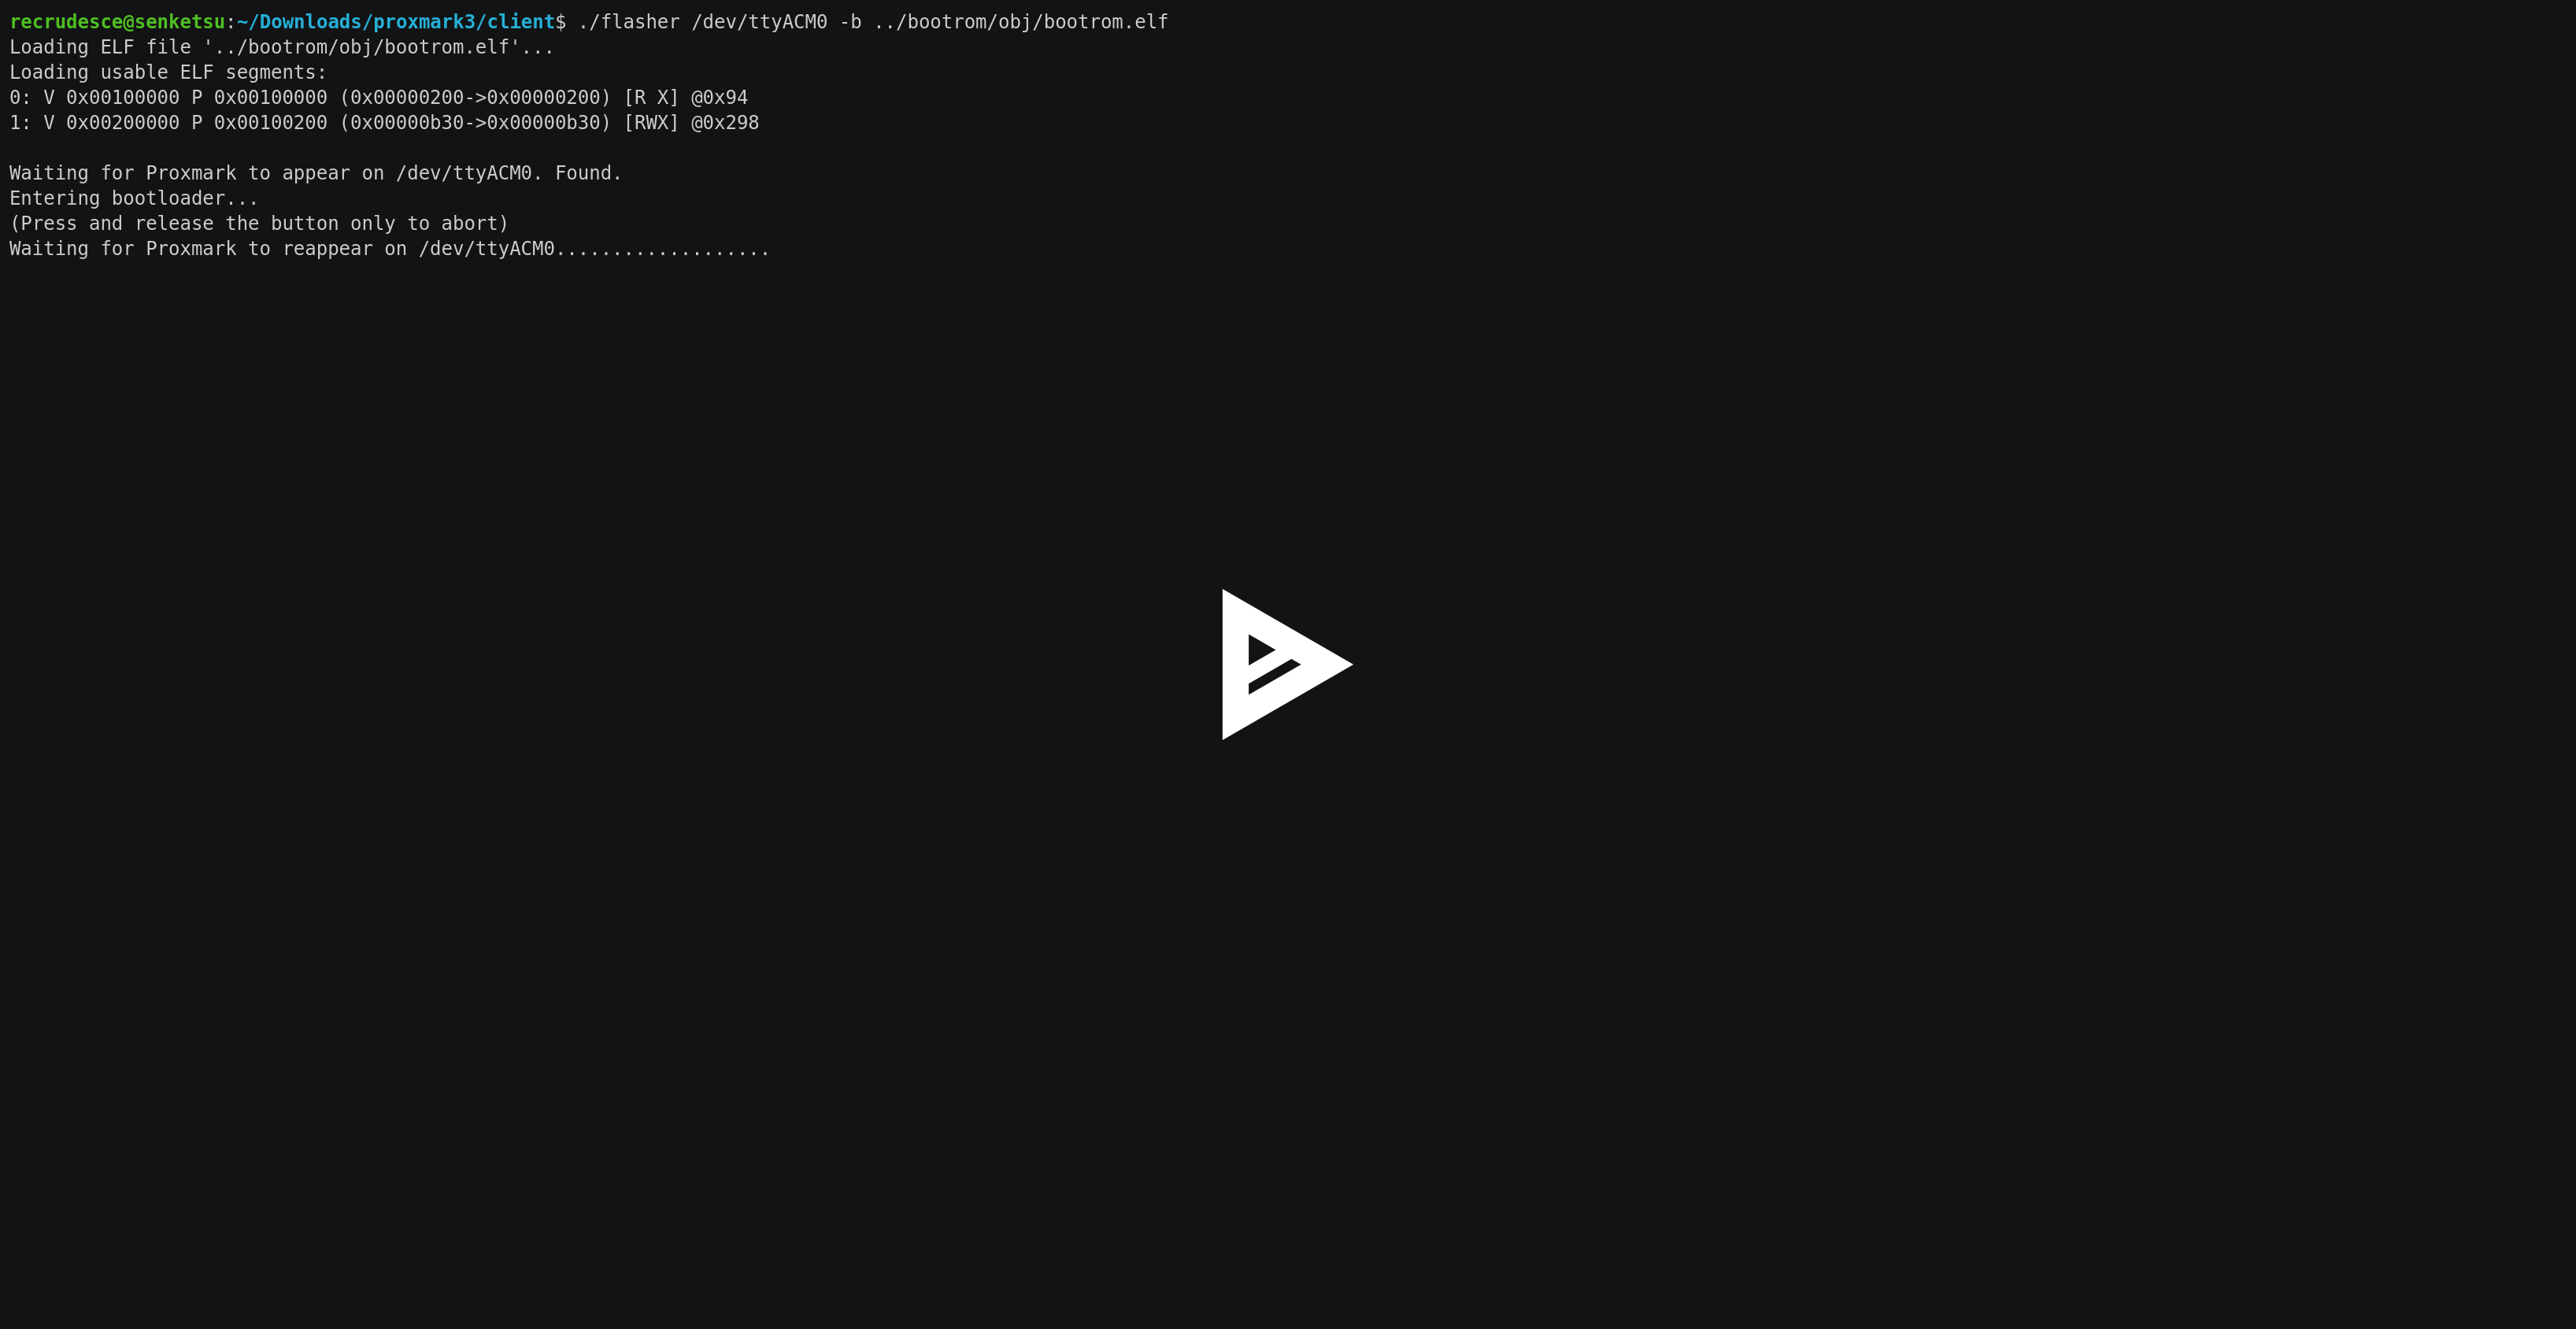 recrudesce@senketsu:~/Downloads/proxmark3/client$ ./flasher /dev/ttyACM0 -b ../bootrom/obj/bootrom.elf
Loading ELF file '../bootrom/obj/bootrom.elf'...
Loading usable ELF segments:
0: V 0x00100000 P 0x00100000 (0x00000200->0x00000200) [R X] @0x94
1: V 0x00200000 P 0x00100200 (0x00000b30->0x00000b30) [RWX] @0x298
Waiting for Proxmark to appear on /dev/ttyACM0. Found.
Entering bootloader...
(Press and release the button only to abort)
Waiting for Proxmark to reappear on /dev/ttyACM0...................